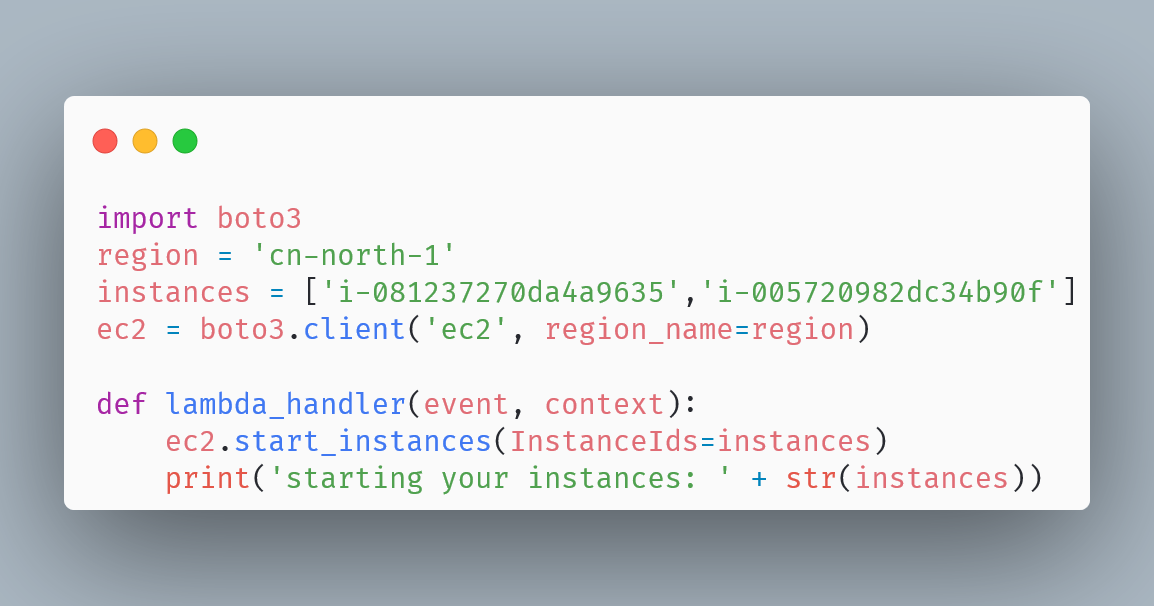 import boto3
region = 'cn-north-1'
instances = ['i-081237270da4a9635','i-005720982dc34b90f']
ec2 = boto3.client('ec2', region_name=region)

def lambda_handler(event, context):
    ec2.start_instances(InstanceIds=instances)
    print('starting your instances: ' + str(instances))